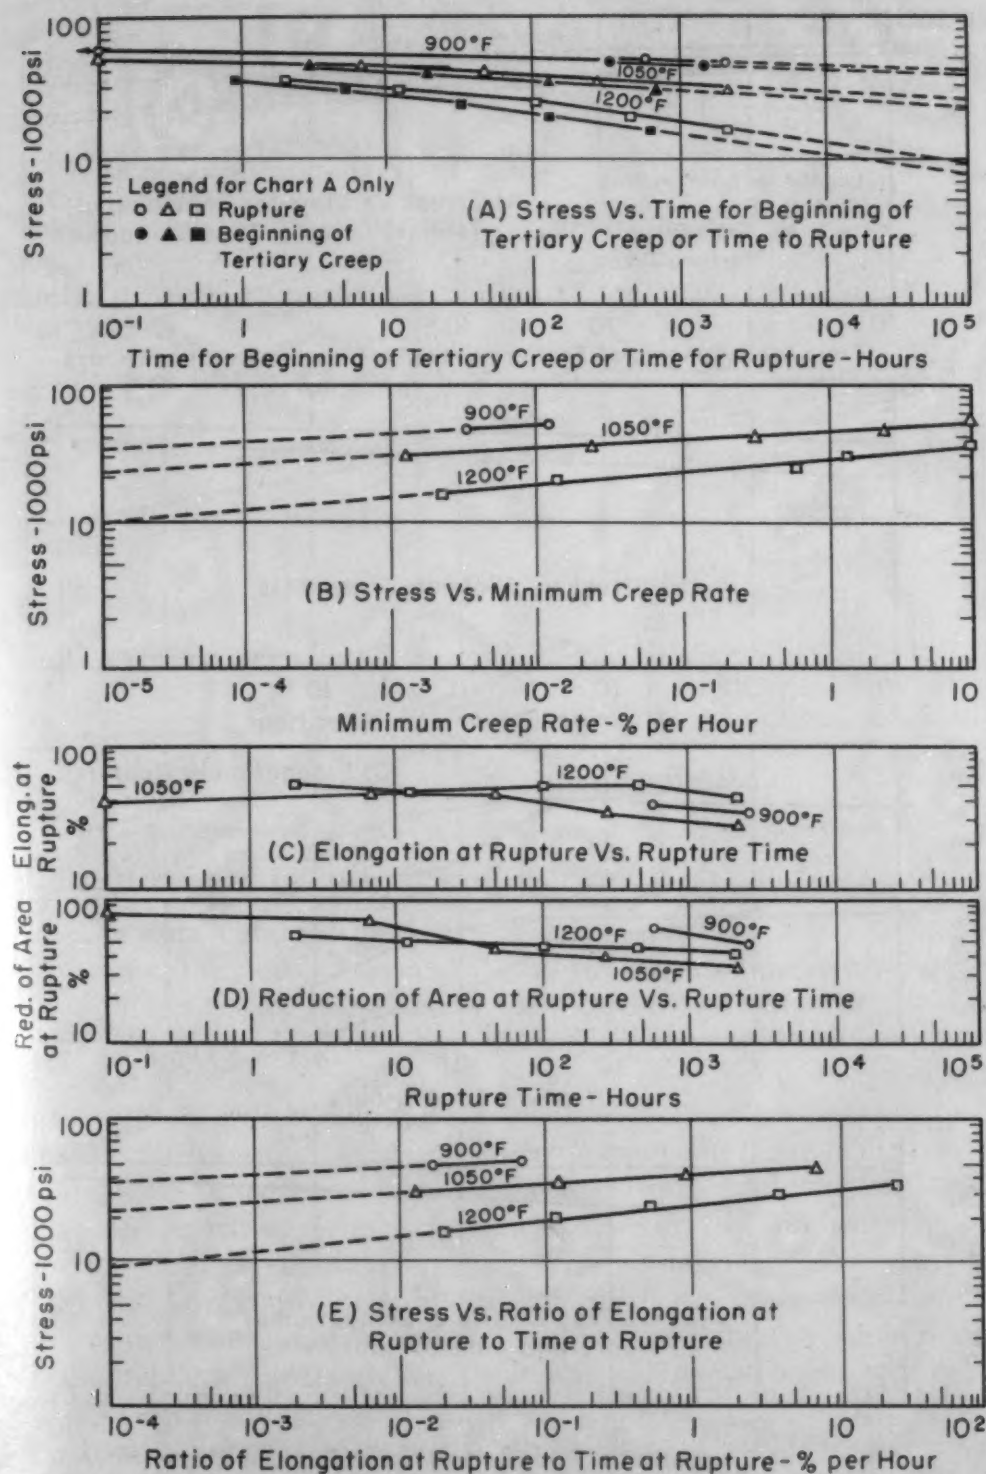 100
10
1
Stress-1000psi
900°F
1050°F
1200°F
Legend for Chart A Only
○ △ □ Rupture
● ▲ ■ Beginning of
Tertiary Creep
(A) Stress Vs. Time for Beginning of
Tertiary Creep or Time to Rupture
10⁻¹ 1 10 10² 10³ 10⁴ 10⁵
Time for Beginning of Tertiary Creep or Time for Rupture-Hours
100
10
1
Stress-1000psi
900°F
1050°F
1200°F
(B) Stress Vs. Minimum Creep Rate
10⁻⁵ 10⁻⁴ 10⁻³ 10⁻² 10⁻¹ 1 10
Minimum Creep Rate-% per Hour
100
10
Elong. at
Rupture
%
1050°F
1200°F
900°F
(C) Elongation at Rupture Vs. Rupture Time
100
10
Red. of Area
at Rupture
%
900°F
1200°F
1050°F
(D) Reduction of Area at Rupture Vs. Rupture Time
10⁻¹ 1 10 10² 10³ 10⁴ 10⁵
Rupture Time-Hours
100
10
1
Stress-1000psi
900°F
1050°F
1200°F
(E) Stress Vs. Ratio of Elongation at
Rupture to Time at Rupture
10⁻⁴ 10⁻³ 10⁻² 10⁻¹ 1 10 10²
Ratio of Elongation at Rupture to Time at Rupture-% per Hour